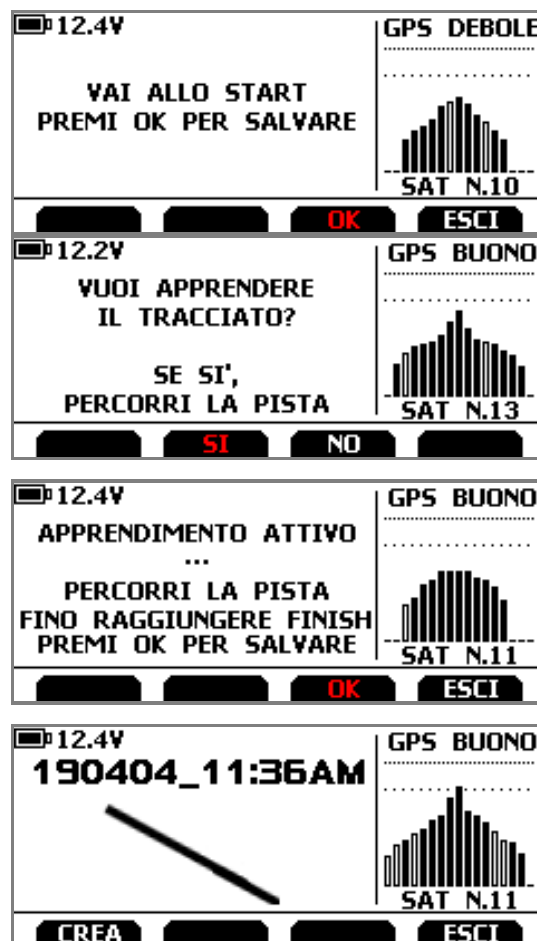 12.4V
GPS DEBOLE
VAI ALLO START
PREMI OK PER SALVARE
SAT N.10
OK
ESCI
12.2V
GPS BUONO
VUOI APPRENDERE
IL TRACCIATO?
SE SI',
PERCORRI LA PISTA
SAT N.13
SI
NO
12.4V
GPS BUONO
APPRENDIMENTO ATTIVO
...
PERCORRI LA PISTA
FINO RAGGIUNGERE FINISH
PREMI OK PER SALVARE
SAT N.11
OK
ESCI
12.4V
GPS BUONO
190404_11:36AM
SAT N.11
CREA
ESCI